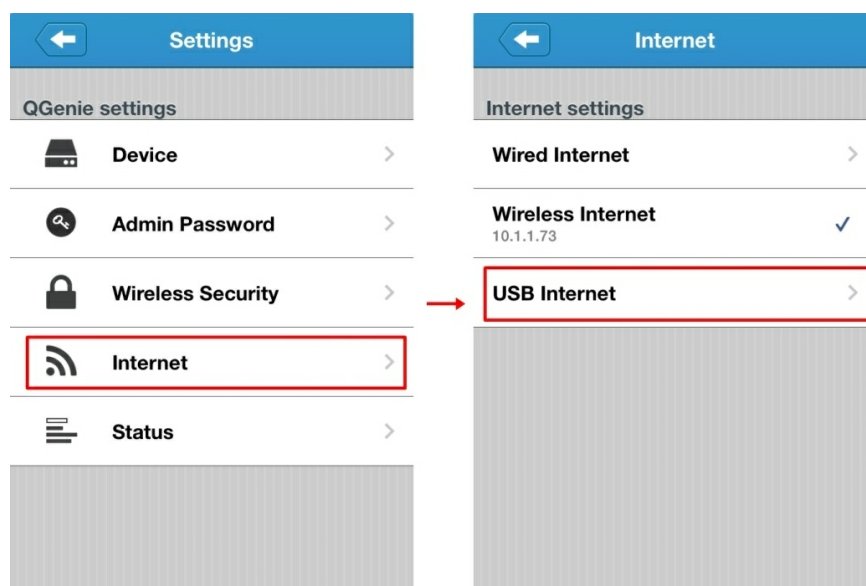 Settings
QGenie settings
Device
Admin Password
Wireless Security
Internet
Status
Internet
Internet settings
Wired Internet
Wireless Internet
10.1.1.73
USB Internet